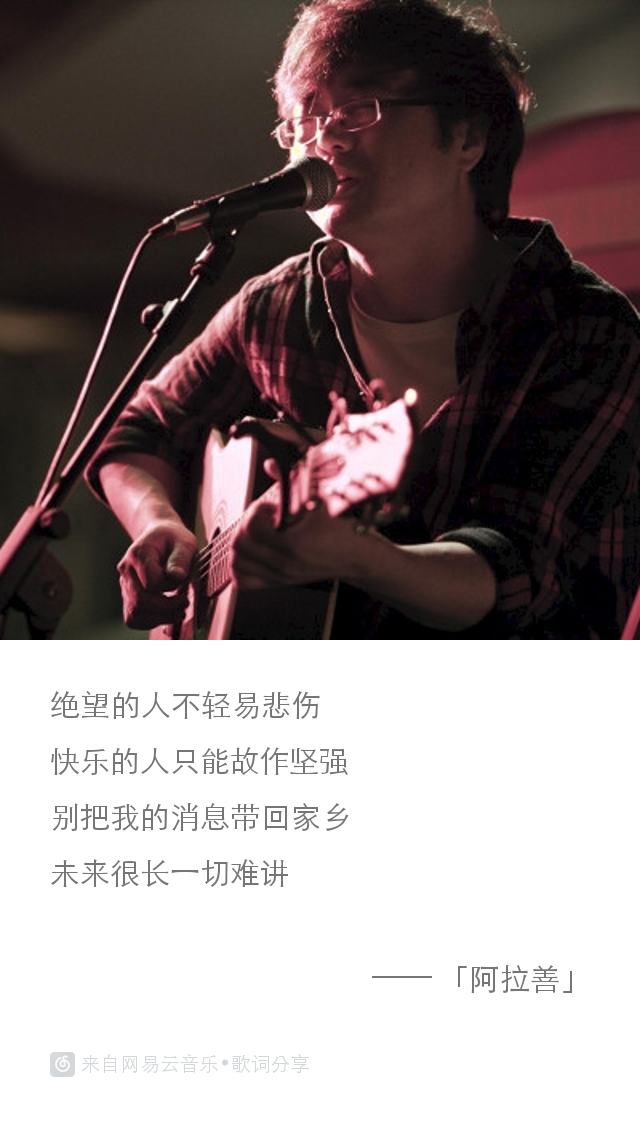 绝望的人不轻易悲伤
快乐的人只能故作坚强
别把我的消息带回家乡
未来很长一切难讲
——「阿拉善」
来自网易云音乐•歌词分享